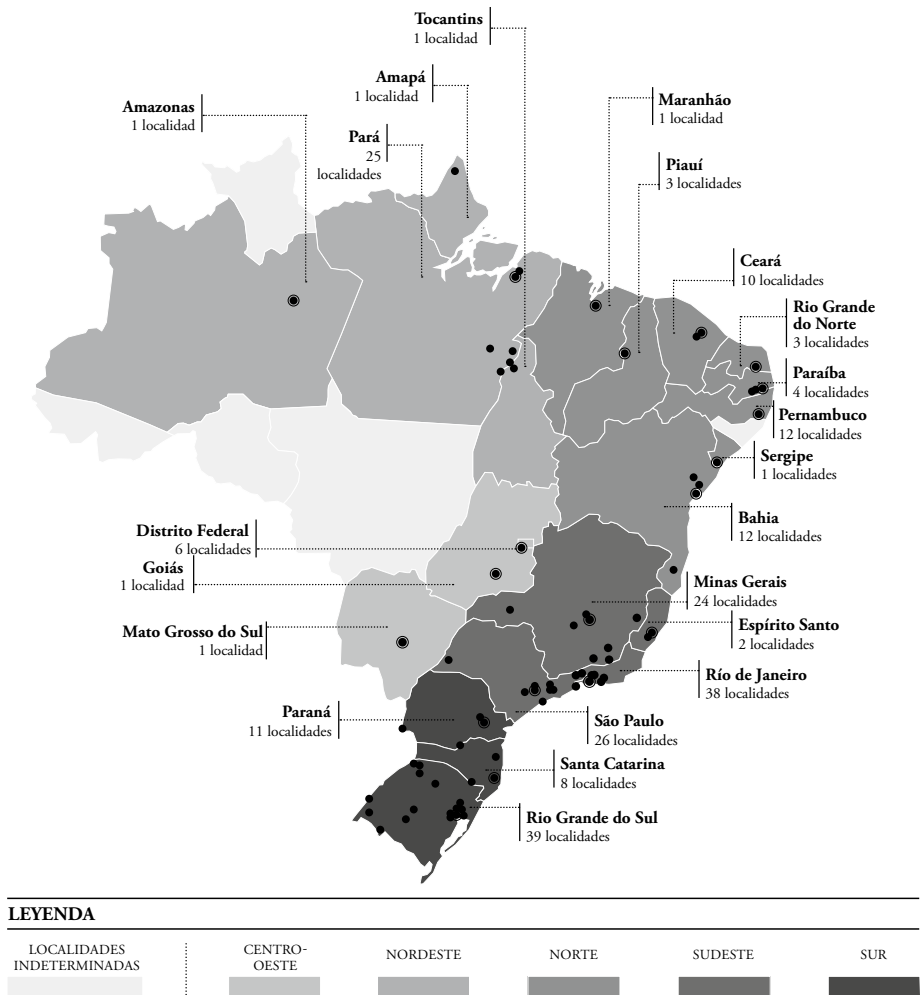 Tocantins
1 localidad
Amapá
1 localidad
Amazonas
1 localidad
Pará
25
localidades
Maranháo
1 localidad
Piauí
3 localidades
Ceará
10 localidades
Rio Grande
do Norte
3 localidades
Paraíba
4 localidades
Pernambuco
12 localidades
Sergipe
1 localidades
Bahia
12 localidades
Distrito Federal
6 localidades
Goiás
1 localidad
Minas Gerais
24 localidades
Espírito Santo
2 localidades
Mato Grosso do Sul
1 localidad
Río de Janeiro
38 localidades
Paraná
11 localidades
São Paulo
26 localidades
Santa Catarina
8 localidades
Rio Grande do Sul
39 localidades
LEYENDA
LOCALIDADES
INDETERMINADAS
CENTRO-
OESTE
NORDESTE
NORTE
SUDESTE
SUR